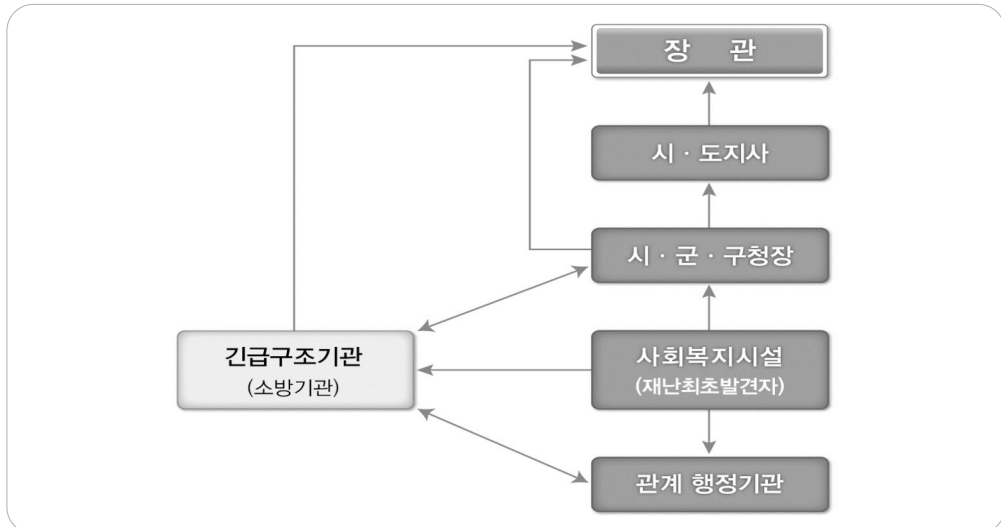 장 관
시 · 도지사
시 · 군 · 구청장
긴급구조기관
(소방기관)
사회복지시설
(재난최초발견자)
관계 행정기관